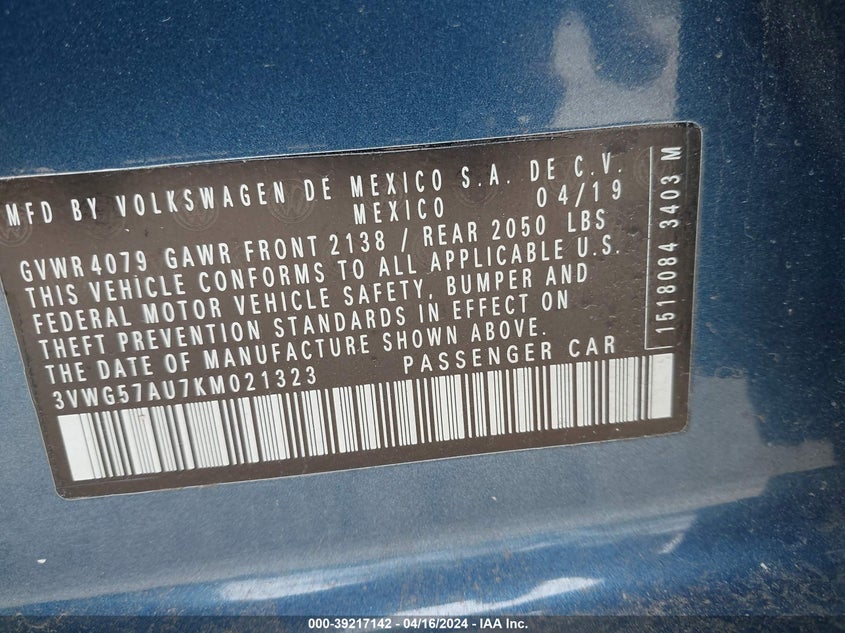 MFD BY VOLKSWAGEN DE MEXICO S.A. DE C.V.
MEXICO 04/19
GVWR 4079 GAWR FRONT 2138 / REAR 2050 LBS
THIS VEHICLE CONFORMS TO ALL APPLICABLE U.S.
FEDERAL MOTOR VEHICLE SAFETY, BUMPER AND
THEFT PREVENTION STANDARDS IN EFFECT ON
THE DATE OF MANUFACTURE SHOWN ABOVE.
3VWG57AU7KM021323 PASSENGER CAR
1518084 3403 M
000-39217142 - 04/16/2024 - IAA, Inc.